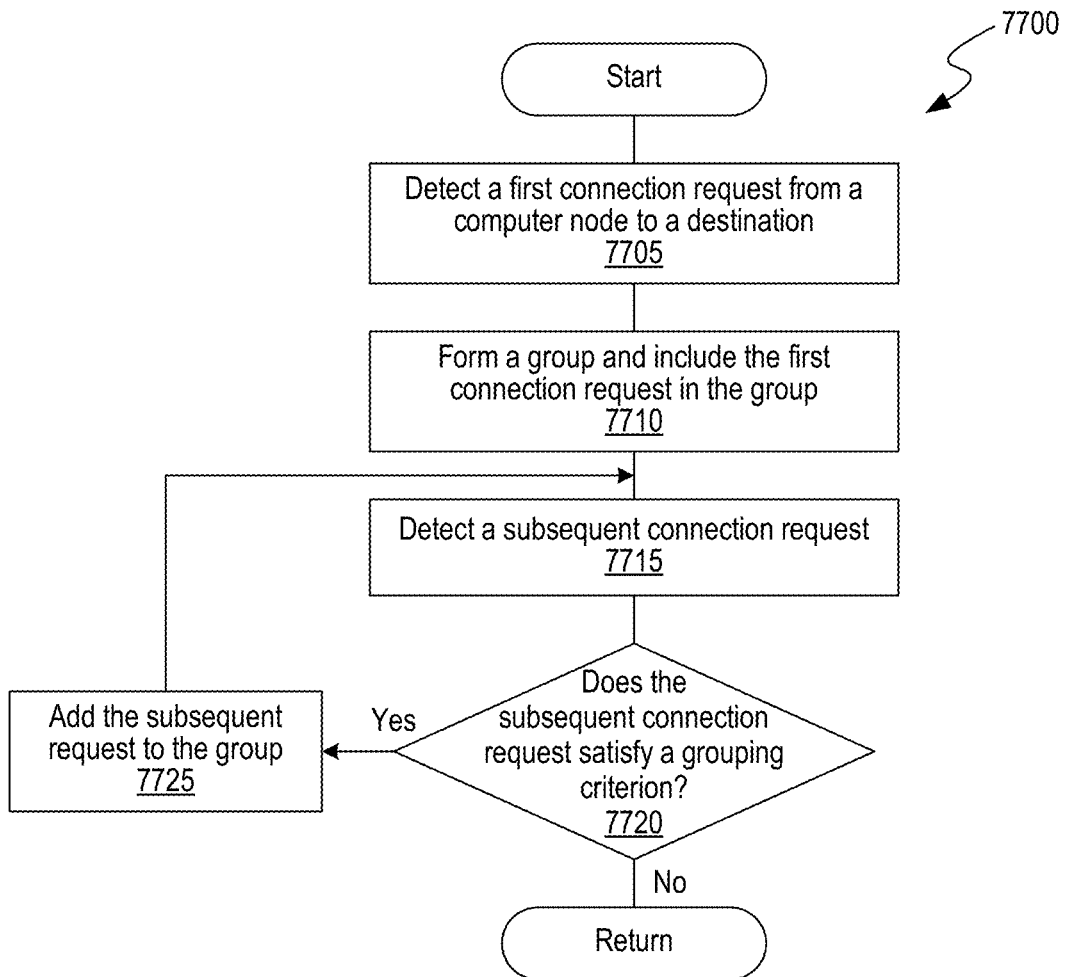 7700
Start
Detect a first connection request from a
computer node to a destination
7705
Form a group and include the first
connection request in the group
7710
Detect a subsequent connection request
7715
Does the
subsequent connection
request satisfy a grouping
criterion?
7720
Yes
Add the subsequent
request to the group
7725
No
Return